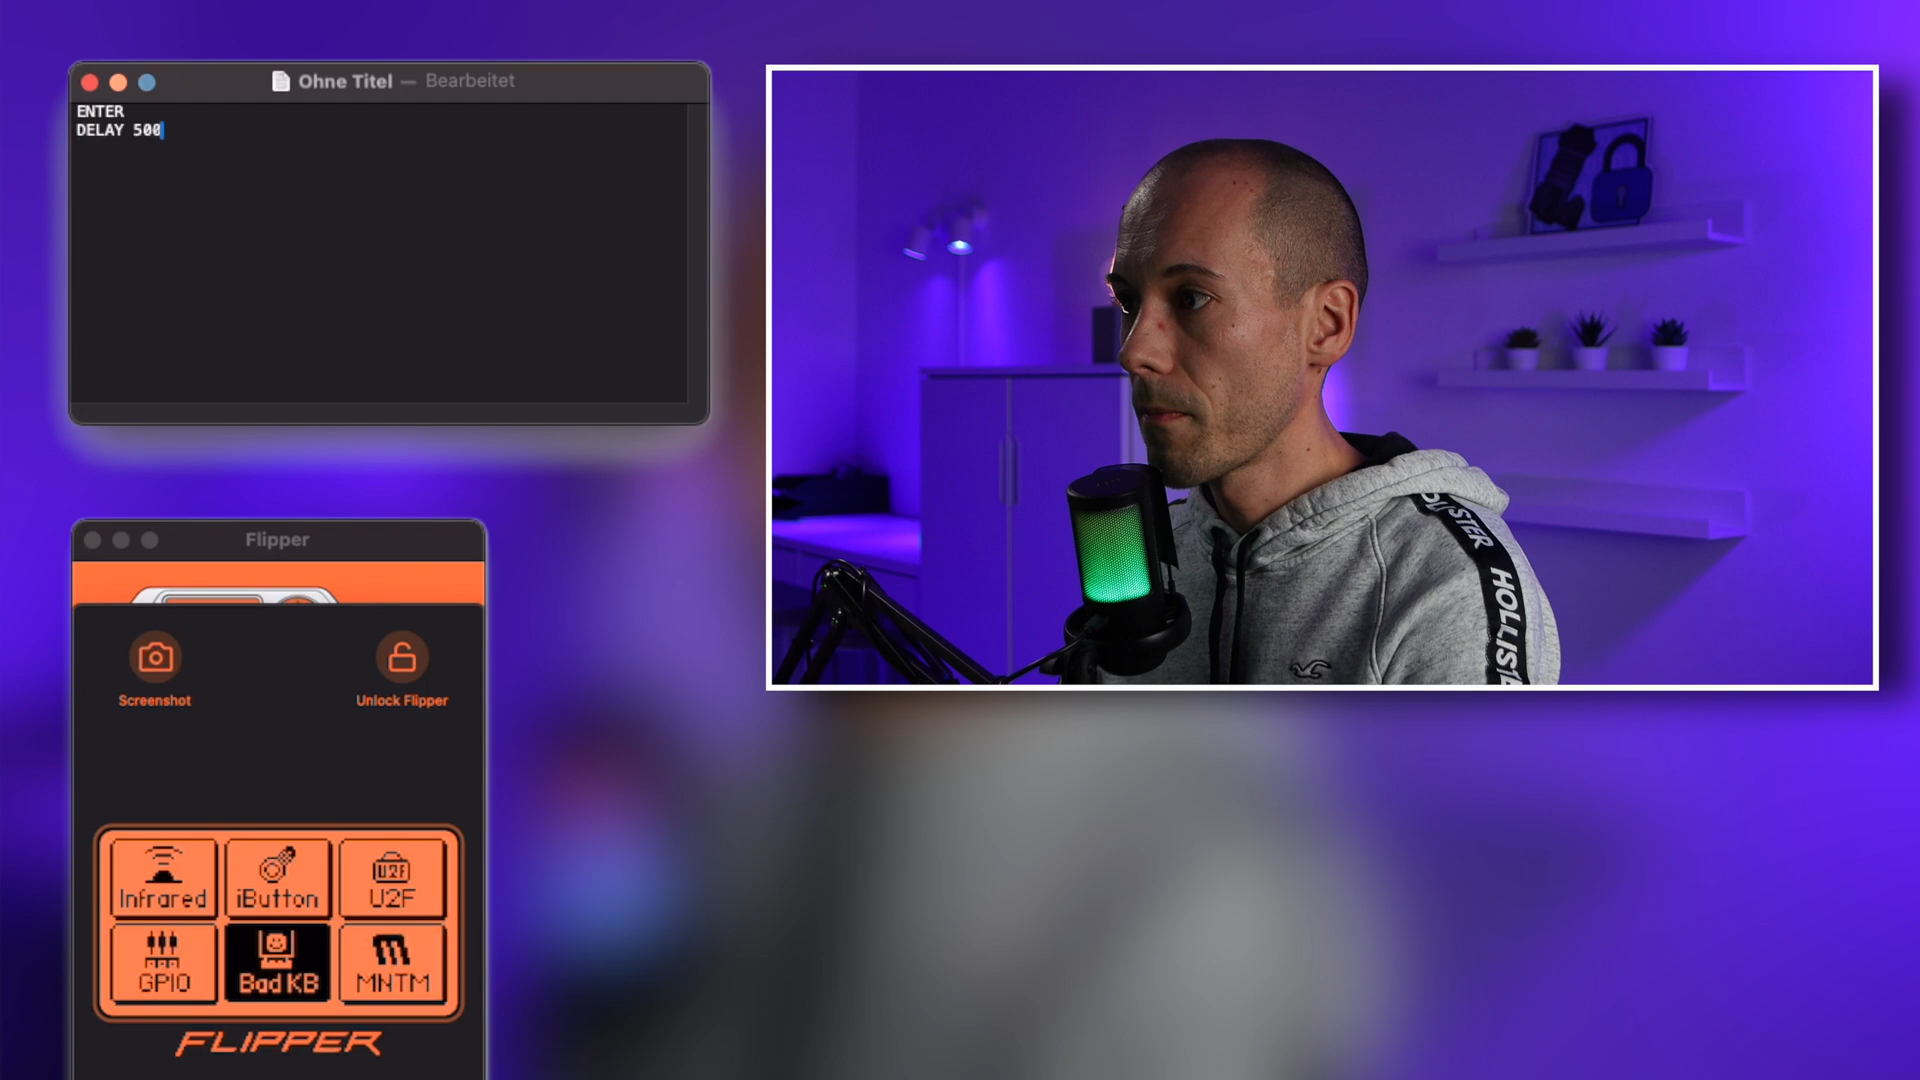 Ohne Titel — Bearbeitet
ENTER
DELAY 500
Flipper
Screenshot
Unlock Flipper
Infrared
iButton
U2F
U2F
GPIO
Bad KB
MNTM
FLIPPER
HOLLIST